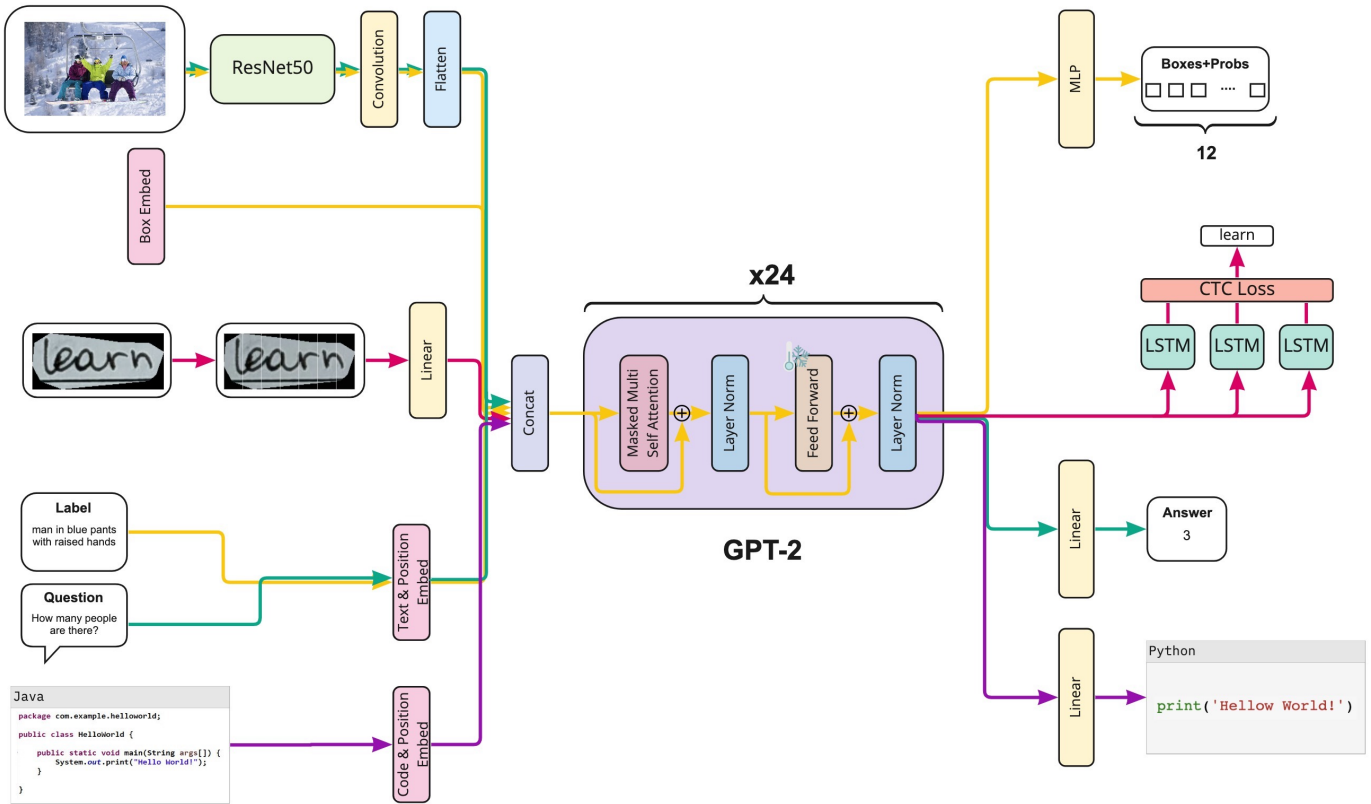 ResNet50
Convolution
Flatten
Box Embed
learn
learn
Linear
Label
man in blue pants
with raised hands
Question
How many people
are there?
Text & Position
Embed
Java
package com.example.helloworld;
public class HelloWorld {
public static void main(String args[]) {
System.out.print("Hello World!");
}
}
Code & Position
Embed
Concat
x24
Masked Multi
Self Attention
Layer Norm
Feed Forward
Layer Norm
GPT-2
MLP
Boxes+Probs
....
12
learn
CTC Loss
LSTM
LSTM
LSTM
Linear
Answer
3
Linear
Python
print('Hellow World!')